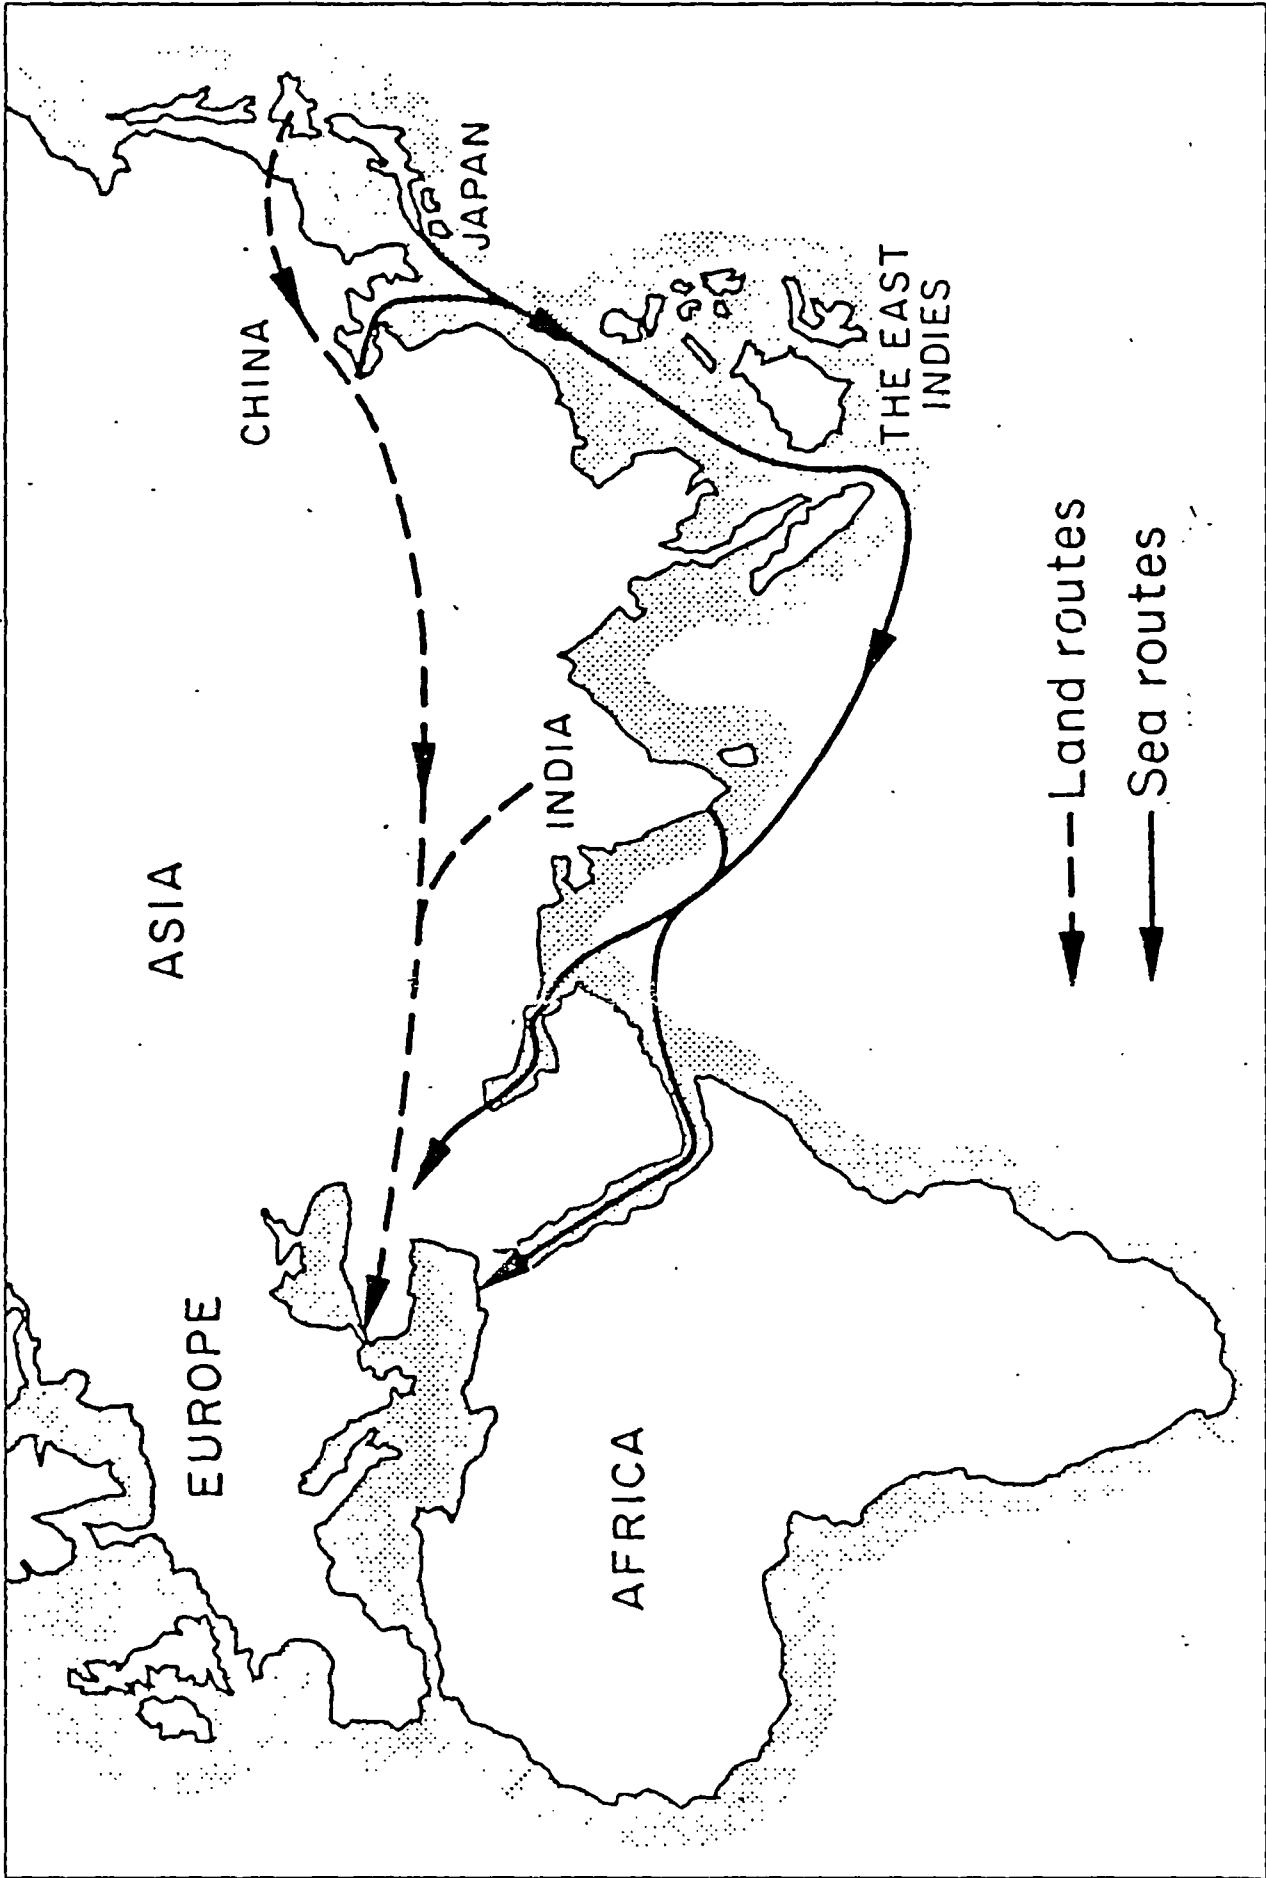 EUROPE
ASIA
CHINA
JAPAN
INDIA
AFRICA
THE EAST
INDIES
Land routes
Sea routes